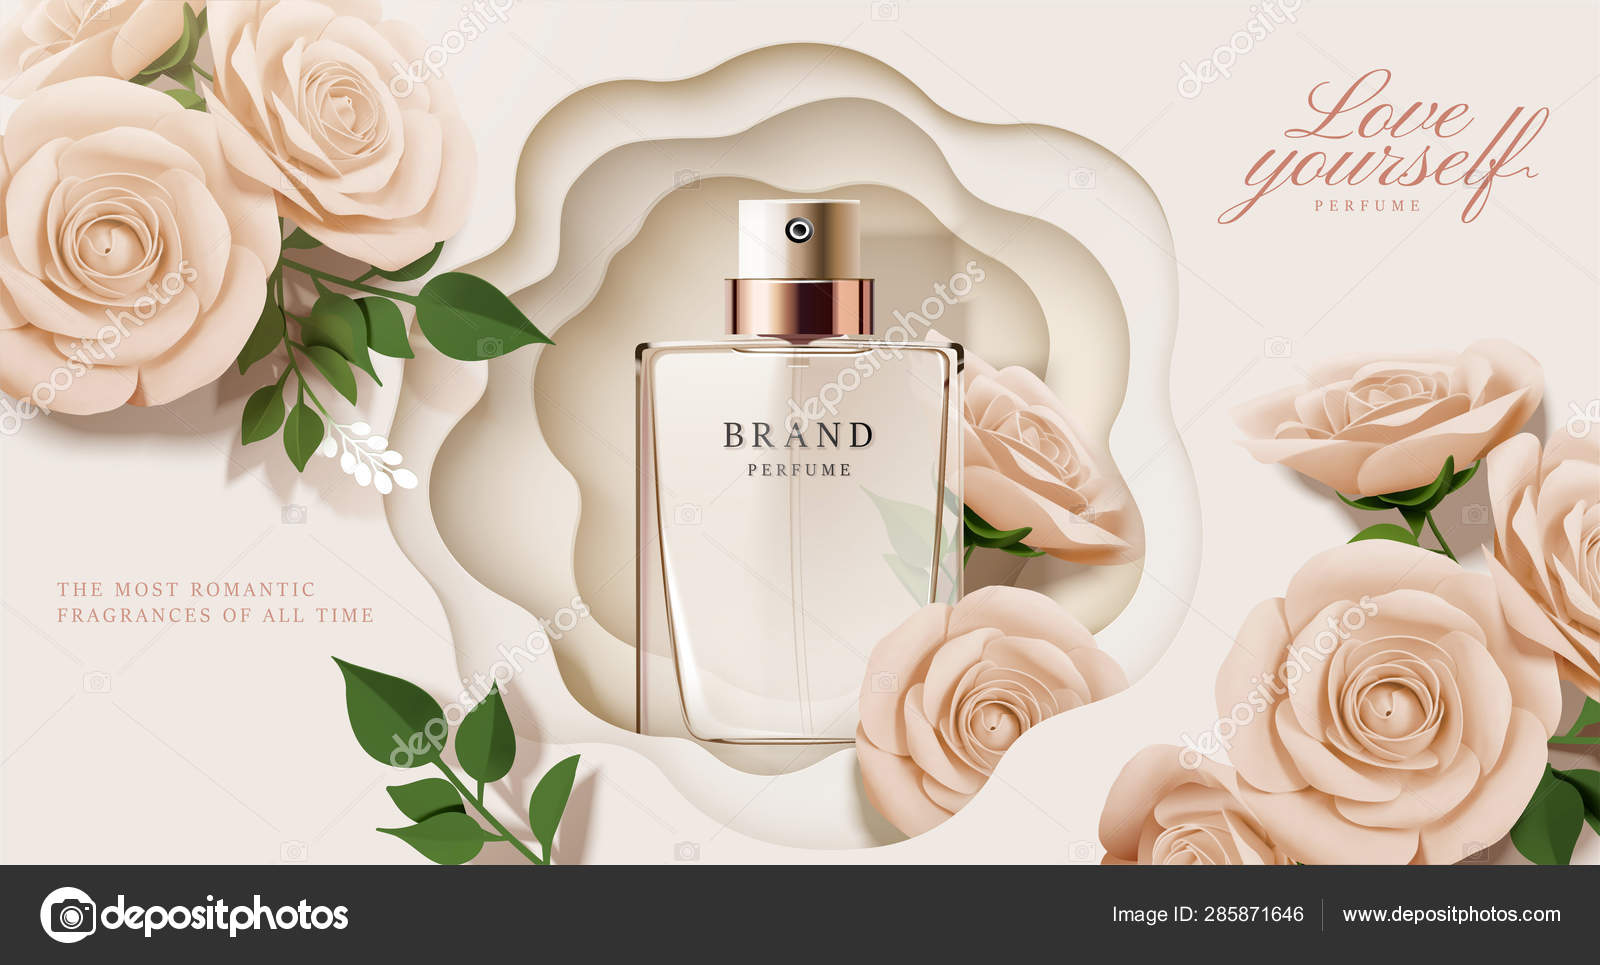 Love
yourself
PERFUME
BRAND
PERFUME
THE MOST ROMANTIC
FRAGRANCES OF ALL TIME
depositphotos
Image ID: 285871646
www.depositphotos.com